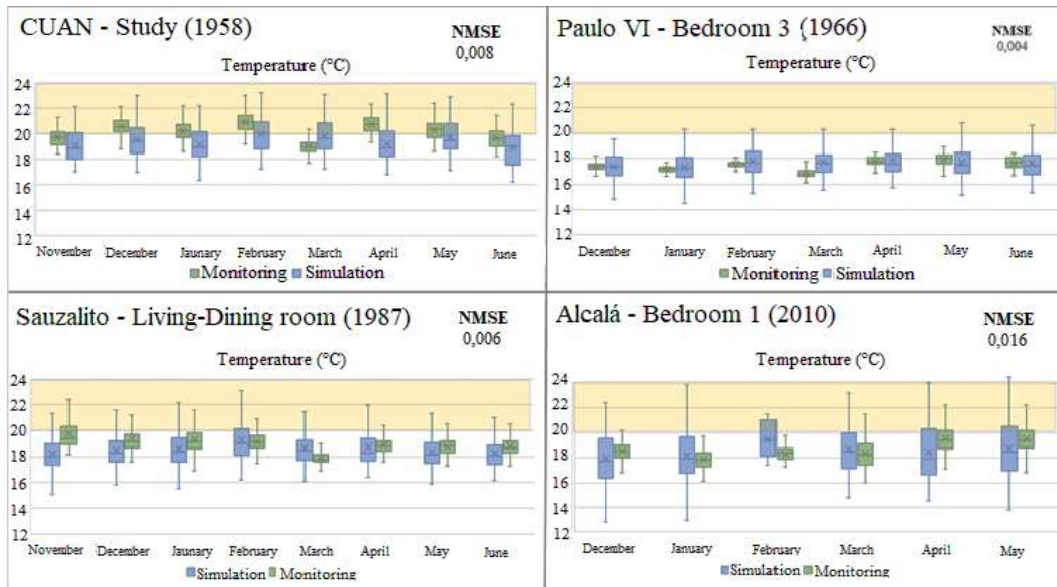 CUAN - Study (1958)
NMSE
0,008
Temperature (°C)
24
22
20
18
16
14
12
November December Jaunary February March April May June
Monitoring Simulation
Paulo VI - Bedroom 3 (1966)
NMSE
0,004
Temperature (°C)
24
22
20
18
16
14
12
December January February March April May June
Monitoring Simulation
Sauzalito - Living-Dining room (1987)
NMSE
0,006
Temperature (°C)
24
22
20
18
16
14
12
November December Jaunary February March April May June
Simulation Monitoring
Alcalá - Bedroom 1 (2010)
NMSE
0,016
Temperature (°C)
24
22
20
18
16
14
12
December January February March April May
Simulation Monitoring